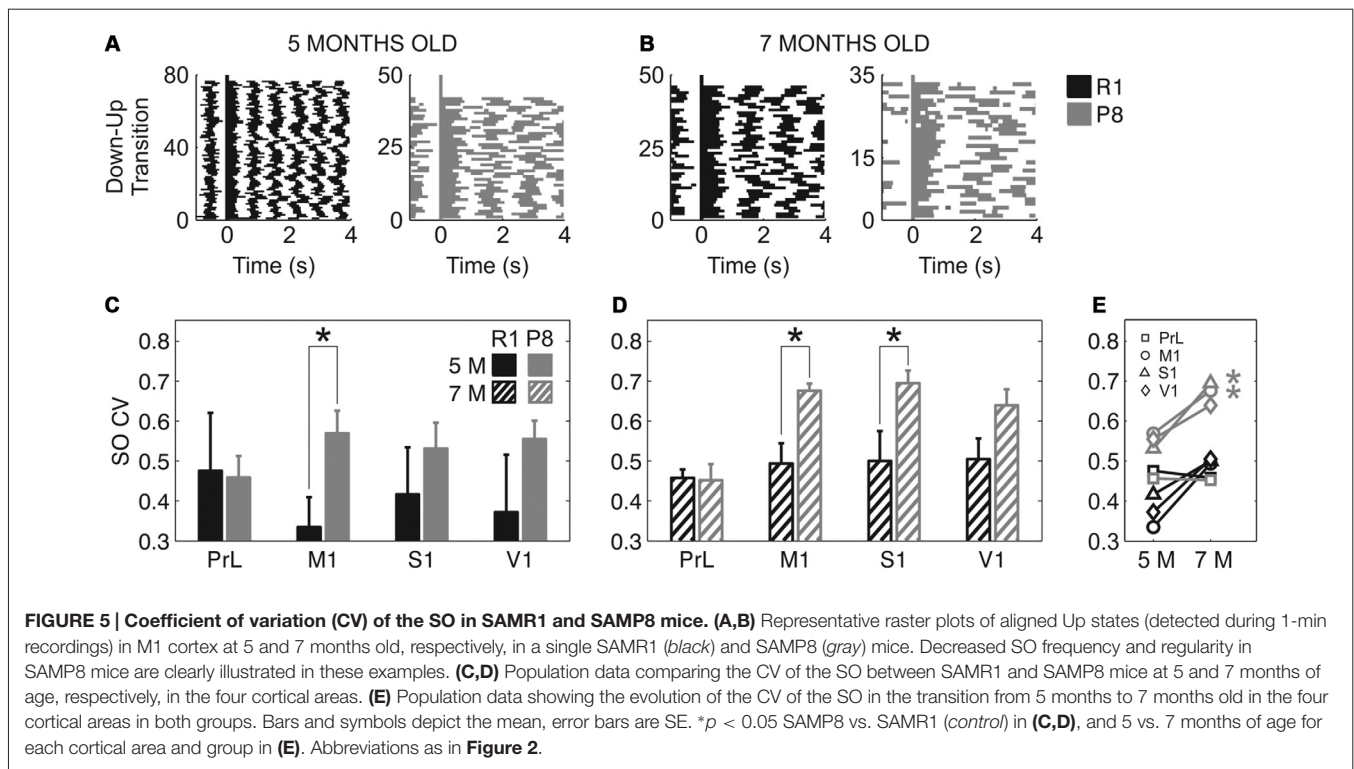 A 5 MONTHS OLD B 7 MONTHS OLD
80 50 50 35
R1
P8
Down-Up
Transition
40 25 25 15
20
0 0 0 0
0 2 4 0 2 4 0 2 4 0 2 4
Time (s) Time (s) Time (s) Time (s)
C D E
0.8 * R1 P8 0.8 * * 0.8 PrL
5 M M1
0.7 7 M 0.7 0.7 S1 *
V1 *
0.6 0.6 0.6
SO CV
0.5 0.5 0.5
0.4 0.4 0.4
0.3 0.3 0.3
PrL M1 S1 V1 PrL M1 S1 V1 5 M 7 M
FIGURE 5 | Coefficient of variation (CV) of the SO in SAMR1 and SAMP8 mice. (A,B) Representative raster plots of aligned Up states (detected during 1-min
recordings) in M1 cortex at 5 and 7 months old, respectively, in a single SAMR1 (black) and SAMP8 (gray) mice. Decreased SO frequency and regularity in
SAMP8 mice are clearly illustrated in these examples. (C,D) Population data comparing the CV of the SO between SAMR1 and SAMP8 mice at 5 and 7 months of
age, respectively, in the four cortical areas. (E) Population data showing the evolution of the CV of the SO in the transition from 5 months to 7 months old in the four
cortical areas in both groups. Bars and symbols depict the mean, error bars are SE. *p < 0.05 SAMP8 vs. SAMR1 (control) in (C,D), and 5 vs. 7 months of age for
each cortical area and group in (E). Abbreviations as in Figure 2.